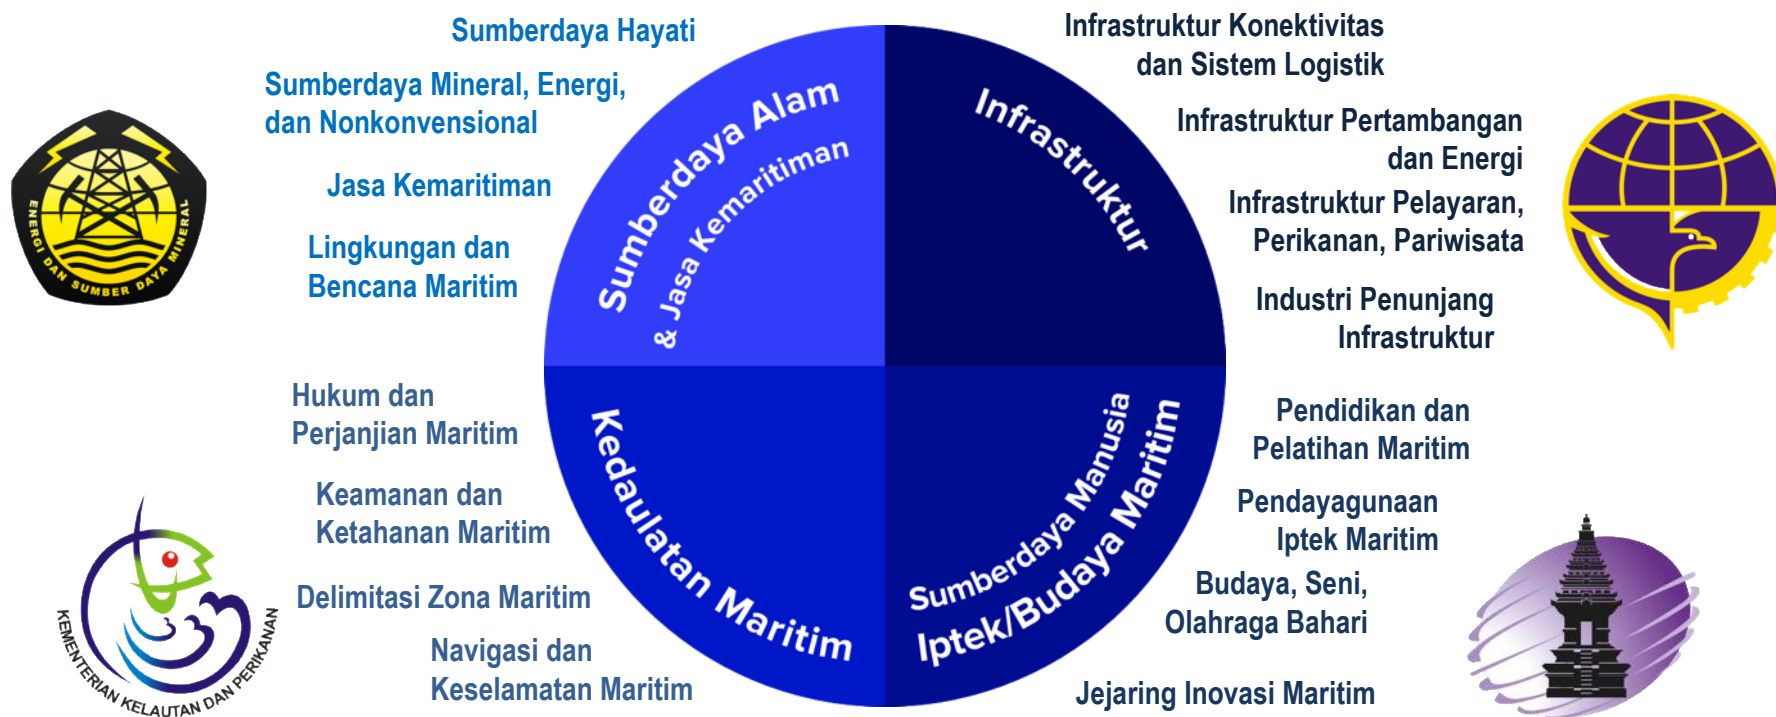 Sumberdaya Hayati
Sumberdaya Mineral, Energi,
dan Nonkonvensional
Jasa Kemaritiman
Lingkungan dan
Bencana Maritim
ENERGI DAN SUMBER DAYA MINERAL
Sumberdaya Alam
& Jasa Kemaritiman
Infrastruktur
Infrastruktur Konektivitas
dan Sistem Logistik
Infrastruktur Pertambangan
dan Energi
Infrastruktur Pelayaran,
Perikanan, Pariwisata
Industri Penunjang
Infrastruktur
Hukum dan
Perjanjian Maritim
Keamanan dan
Ketahanan Maritim
Delimitasi Zona Maritim
Navigasi dan
Keselamatan Maritim
KEMENTERIAN KELAUTAN DAN PERIKANAN
Kedaulatan Maritim
Sumberdaya Manusia
Iptek/Budaya Maritim
Pendidikan dan
Pelatihan Maritim
Pendayagunaan
Iptek Maritim
Budaya, Seni,
Olahraga Bahari
Jejaring Inovasi Maritim